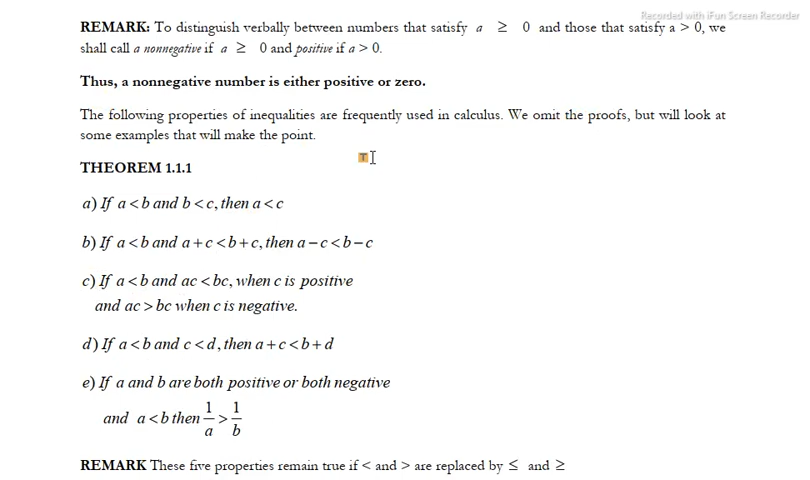 Recorded with iFun Screen Recorder
REMARK: To distinguish verbally between numbers that satisfy a ≥ 0 and those that satisfy a > 0, we
shall call a nonnegative if a ≥ 0 and positive if a > 0.
Thus, a nonnegative number is either positive or zero.
The following properties of inequalities are frequently used in calculus. We omit the proofs, but will look at
some examples that will make the point.
T
THEOREM 1.1.1
a) If a < b and b < c, then a < c
b) If a < b and a + c < b + c, then a − c < b − c
c) If a < b and ac < bc, when c is positive
and ac > bc when c is negative.
d) If a < b and c < d, then a + c < b + d
e) If a and b are both positive or both negative
and a < b then 1/a > 1/b
REMARK These five properties remain true if < and > are replaced by ≤ and ≥